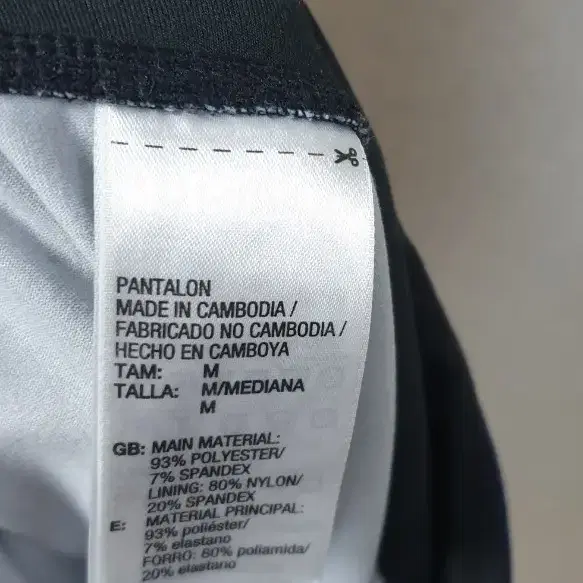 PANTALON
MADE IN CAMBODIA /
FABRICADO NO CAMBODIA /
HECHO EN CAMBOYA
TAM: M
TALLA: M/MEDIANA
M
GB: MAIN MATERIAL:
93% POLYESTER/
7% SPANDEX
LINING: 80% NYLON/
20% SPANDEX
E: MATERIAL PRINCIPAL:
93% poliéster/
7% elastano
FORRO: 80% poliamida/
20% elastano